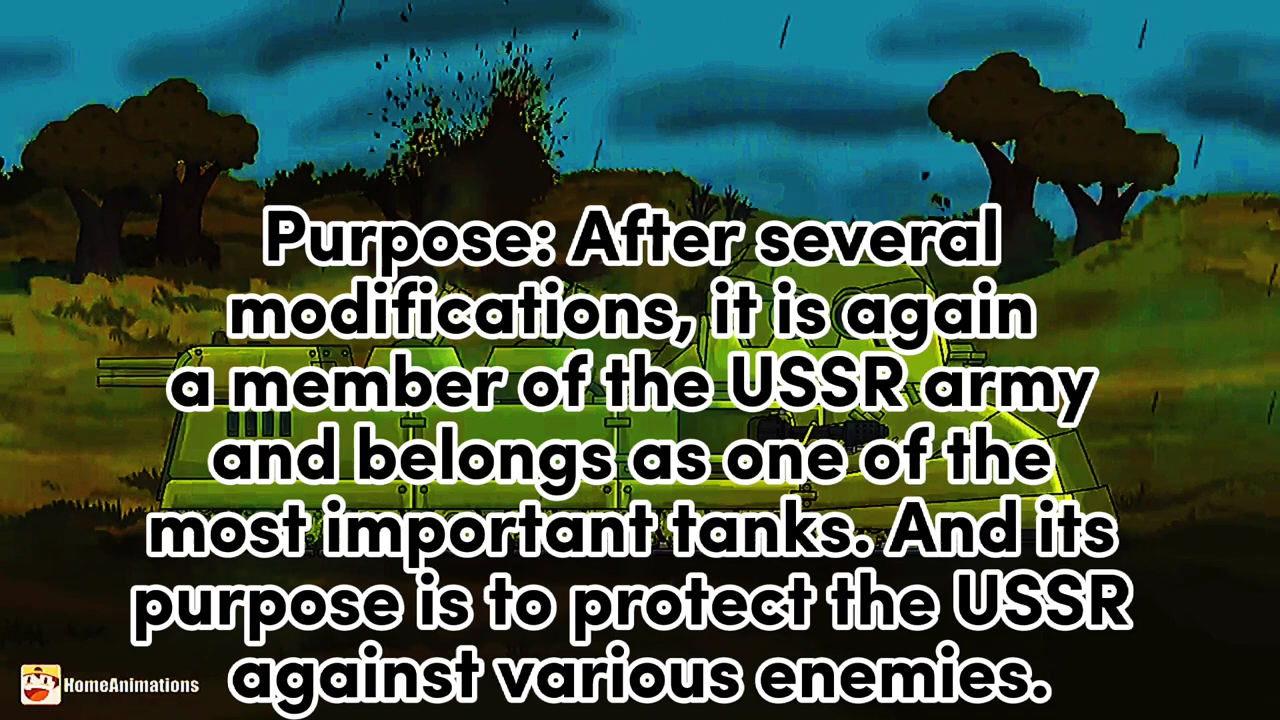 Purpose: After several
modifications, it is again
a member of the USSR army
and belongs as one of the
most important tanks. And its
purpose is to protect the USSR
against various enemies.
HomeAnimations